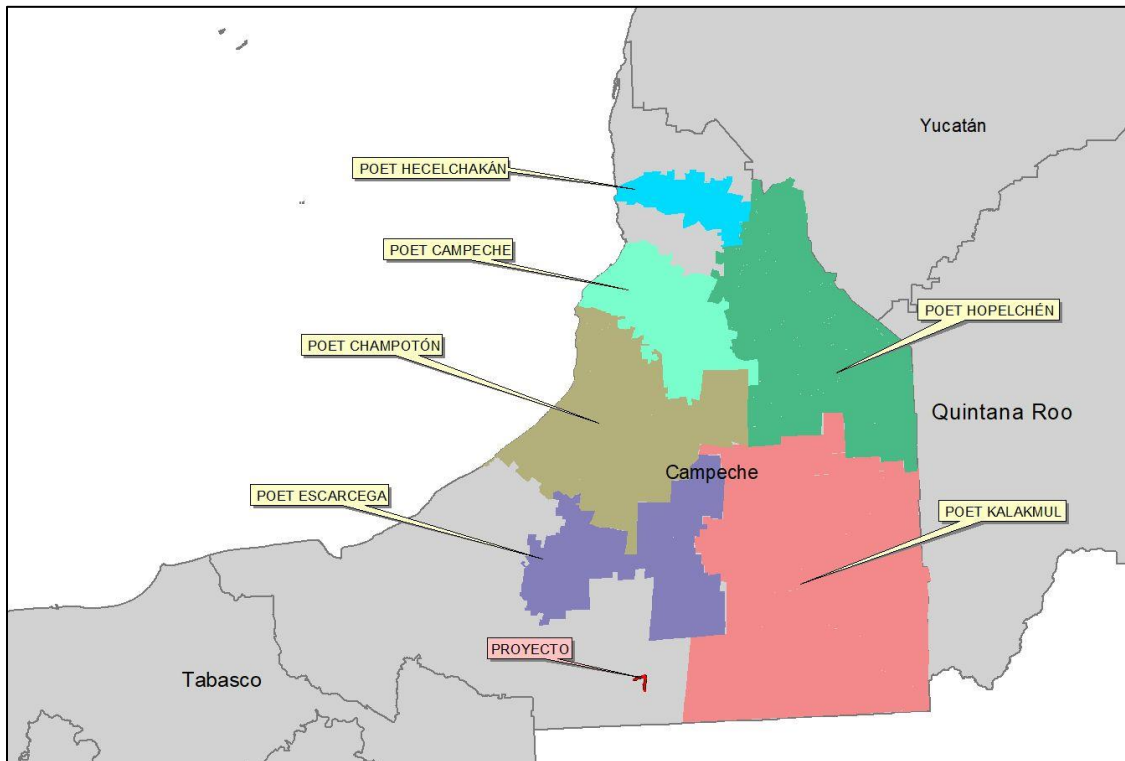 Yucatán
POET HECELCHAKÁN
POET CAMPECHE
POET HOPELCHÉN
POET CHAMPOTÓN
Quintana Roo
Campeche
POET ESCARCEGA
POET KALAKMUL
PROYECTO
Tabasco